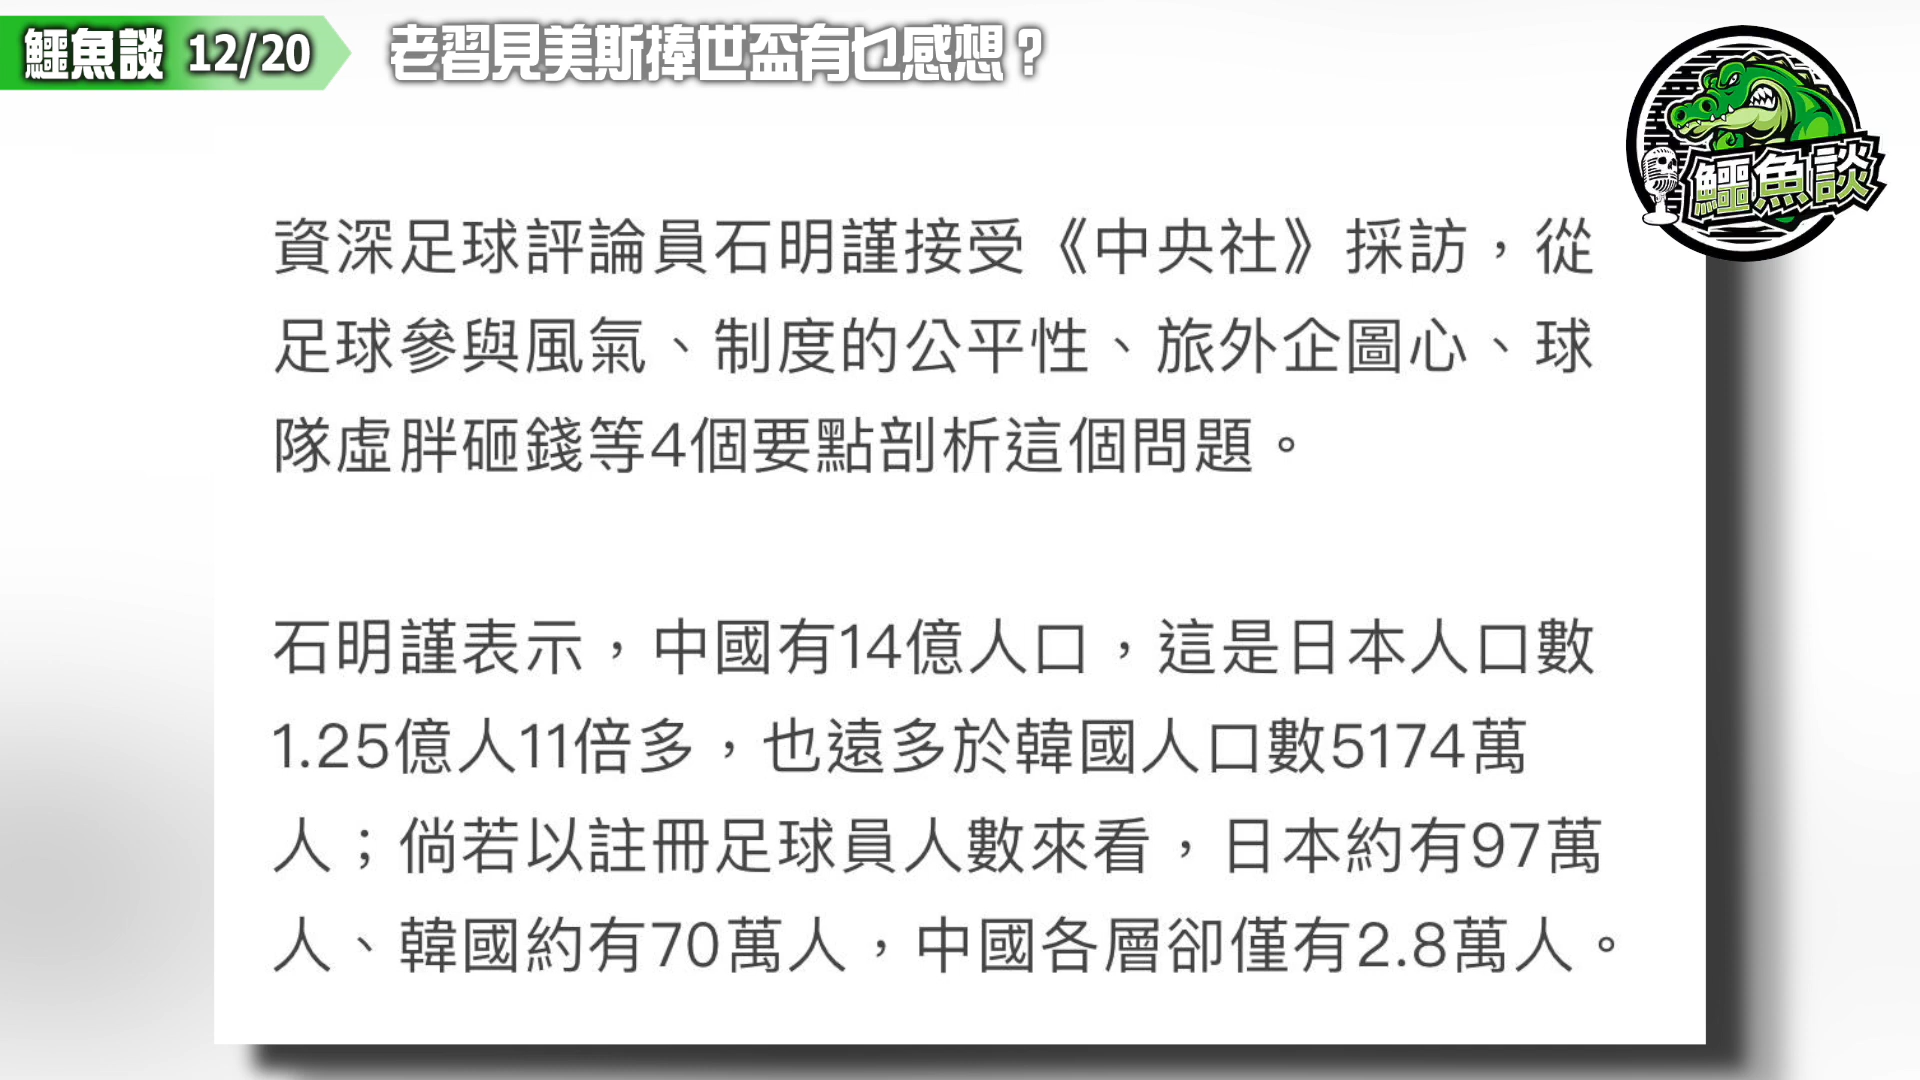 鱷魚談 12/20 老習見美斯捧世盃有乜感想？
鱷魚談
資深足球評論員石明謹接受《中央社》採訪，從
足球參與風氣、制度的公平性、旅外企圖心、球
隊虛胖砸錢等4個要點剖析這個問題。
石明謹表示，中國有14億人口，這是日本人口數
1.25億人11倍多，也遠多於韓國人口數5174萬
人；倘若以註冊足球員人數來看，日本約有97萬
人、韓國約有70萬人，中國各層卻僅有2.8萬人。